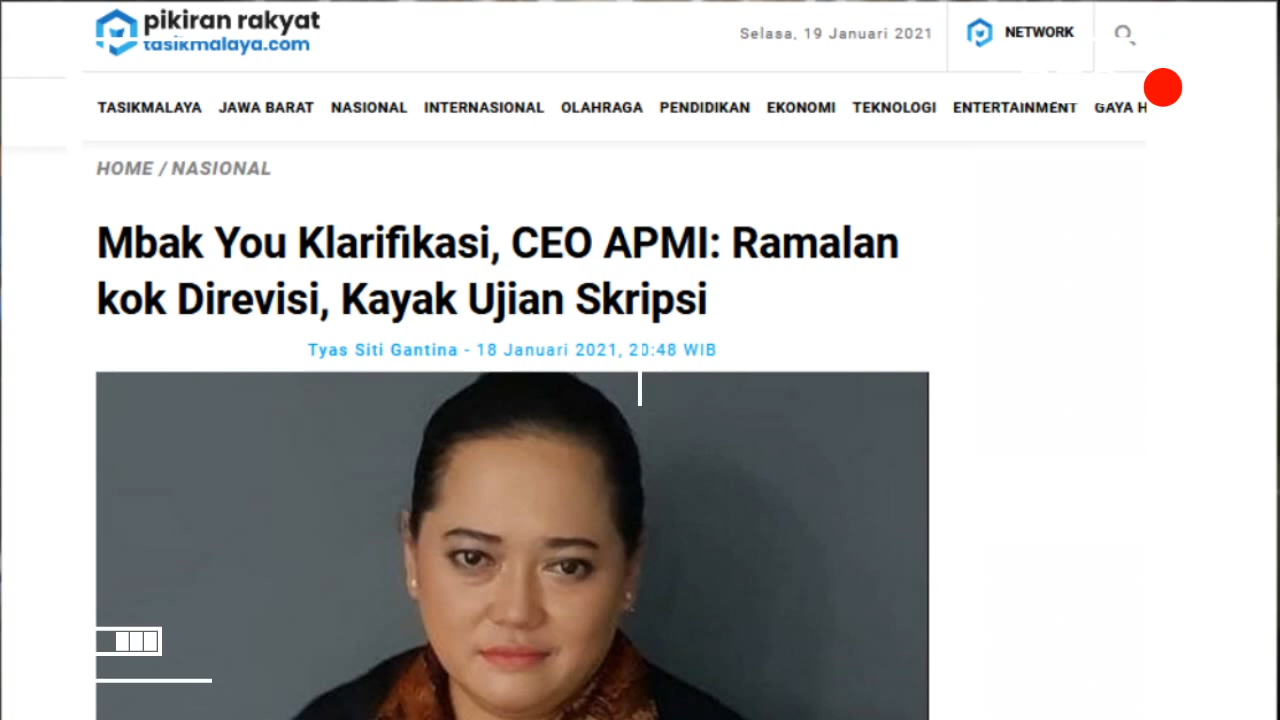 pikiran rakyat
tasikmalaya.com
Selasa, 19 Januari 2021
NETWORK
TASIKMALAYA JAWA BARAT NASIONAL INTERNASIONAL OLAHRAGA PENDIDIKAN EKONOMI TEKNOLOGI ENTERTAINMENT GAYA H
HOME / NASIONAL
Mbak You Klarifikasi, CEO APMI: Ramalan
kok Direvisi, Kayak Ujian Skripsi
Tyas Siti Gantina - 18 Januari 2021, 20:48 WIB